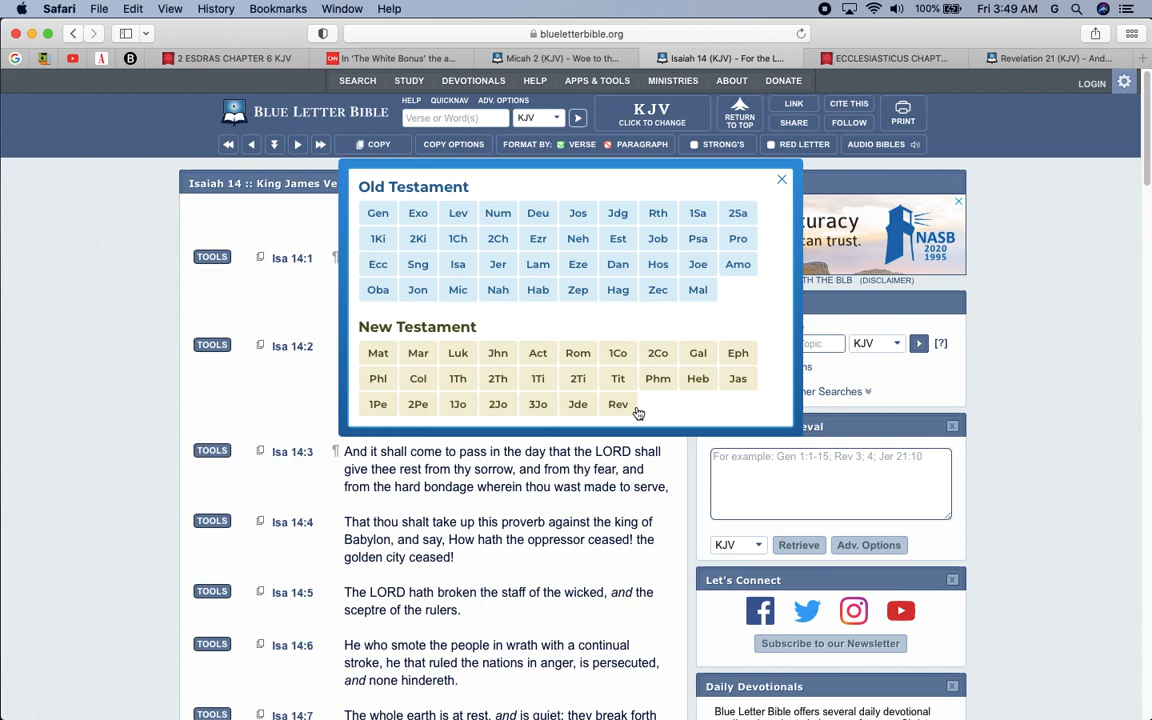 Safari File Edit View History Bookmarks Window Help 100% Fri 3:49 AM G
blueletterbible.org
2 ESDRAS CHAPTER 6 KJV In 'The White Bonus' the a... Micah 2 (KJV) - Woe to th... Isaiah 14 (KJV) - For the L... ECCLESIASTICUS CHAPT... Revelation 21 (KJV) - And...
SEARCH STUDY DEVOTIONALS HELP APPS & TOOLS MINISTRIES ABOUT DONATE LOGIN
HELP QUICKNAV ADV. OPTIONS
BLUE LETTER BIBLE Verse or Word(s) KJV
KJV
CLICK TO CHANGE
RETURN
TO TOP
LINK CITE THIS
SHARE FOLLOW
PRINT
COPY COPY OPTIONS FORMAT BY: VERSE PARAGRAPH STRONG'S RED LETTER AUDIO BIBLES
Isaiah 14 :: King James Ve
Old Testament
Gen Exo Lev Num Deu Jos Jdg Rth 1Sa 2Sa
1Ki 2Ki 1Ch 2Ch Ezr Neh Est Job Psa Pro
Ecc Sng Isa Jer Lam Eze Dan Hos Joe Amo
Oba Jon Mic Nah Hab Zep Hag Zec Mal
New Testament
Mat Mar Luk Jhn Act Rom 1Co 2Co Gal Eph
Phl Col 1Th 2Th 1Ti 2Ti Tit Phm Heb Jas
1Pe 2Pe 1Jo 2Jo 3Jo Jde Rev
TOOLS Isa 14:1 ¶
TOOLS Isa 14:2
TOOLS Isa 14:3 ¶ And it shall come to pass in the day that the LORD shall
give thee rest from thy sorrow, and from thy fear, and
from the hard bondage wherein thou wast made to serve,
TOOLS Isa 14:4 That thou shalt take up this proverb against the king of
Babylon, and say, How hath the oppressor ceased! the
golden city ceased!
TOOLS Isa 14:5 The LORD hath broken the staff of the wicked, and the
sceptre of the rulers.
TOOLS Isa 14:6 He who smote the people in wrath with a continual
stroke, he that ruled the nations in anger, is persecuted,
and none hindereth.
TOOLS Isa 14:7 The whole earth is at rest, and is quiet: they break forth
uracy
can trust.
NASB
2020
1995
TH THE BLB (DISCLAIMER)
Topic KJV [?]
ns
her Searches
eval
For example: Gen 1:1-15; Rev 3; 4; Jer 21:10
KJV Retrieve Adv. Options
Let's Connect
Subscribe to our Newsletter
Daily Devotionals
Blue Letter Bible offers several daily devotional